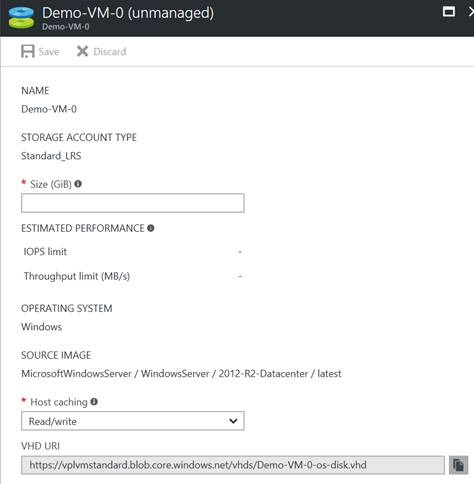 Demo-VM-0 (unmanaged)
Demo-VM-0
Save Discard
NAME
Demo-VM-0
STORAGE ACCOUNT TYPE
Standard_LRS
* Size (GiB)
ESTIMATED PERFORMANCE
IOPS limit -
Throughput limit (MB/s) -
OPERATING SYSTEM
Windows
SOURCE IMAGE
MicrosoftWindowsServer / WindowsServer / 2012-R2-Datacenter / latest
* Host caching
Read/write
VHD URI
https://vplvmstandard.blob.core.windows.net/vhds/Demo-VM-0-os-disk.vhd